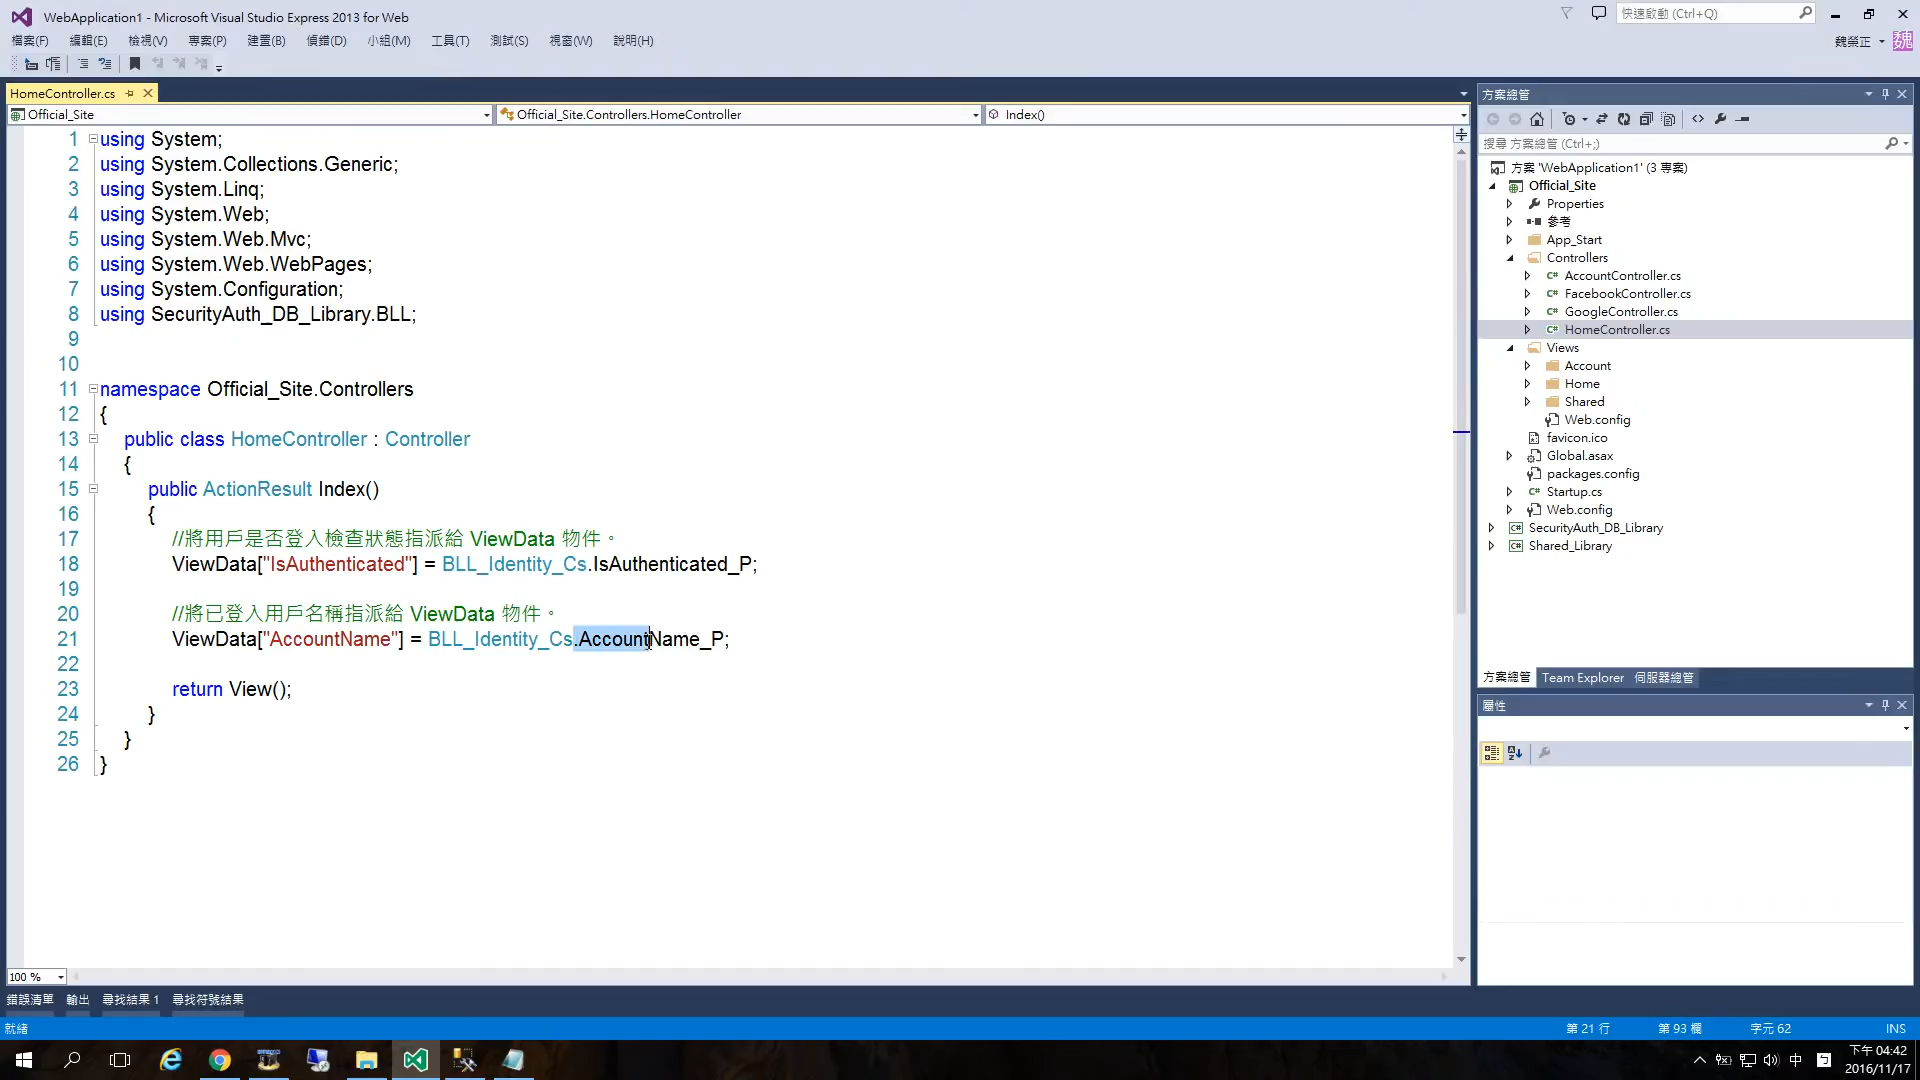 WebApplication1 - Microsoft Visual Studio Express 2013 for Web
快速啟動 (Ctrl+Q)
檔案(F) 編輯(E) 檢視(V) 專案(P) 建置(B) 偵錯(D) 小組(M) 工具(T) 測試(S) 視窗(W) 說明(H)
魏榮正 魏
HomeController.cs
Official_Site
Official_Site.Controllers.HomeController
Index()
1 using System;
2 using System.Collections.Generic;
3 using System.Linq;
4 using System.Web;
5 using System.Web.Mvc;
6 using System.Web.WebPages;
7 using System.Configuration;
8 using SecurityAuth_DB_Library.BLL;
9
10
11 namespace Official_Site.Controllers
12 {
13 public class HomeController : Controller
14 {
15 public ActionResult Index()
16 {
17 //將用戶是否登入檢查狀態指派給 ViewData 物件。
18 ViewData["IsAuthenticated"] = BLL_Identity_Cs.IsAuthenticated_P;
19
20 //將已登入用戶名稱指派給 ViewData 物件。
21 ViewData["AccountName"] = BLL_Identity_Cs.AccountName_P;
22
23 return View();
24 }
25 }
26 }
100 %
方案總管
搜尋 方案總管 (Ctrl+;)
方案 'WebApplication1' (3 專案)
Official_Site
Properties
參考
App_Start
Controllers
AccountController.cs
FacebookController.cs
GoogleController.cs
HomeController.cs
Views
Account
Home
Shared
Web.config
favicon.ico
Global.asax
packages.config
Startup.cs
Web.config
SecurityAuth_DB_Library
Shared_Library
方案總管 Team Explorer 伺服器總管
屬性
錯誤清單 輸出 尋找結果 1 尋找符號結果
就緒 第 21 行 第 93 欄 字元 62 INS
中
下午 04:42
2016/11/17